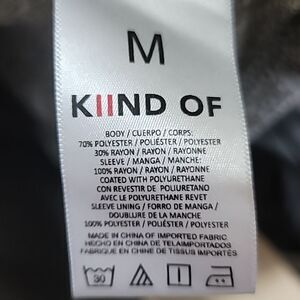 M
KIIND OF
BODY / CUERPO / CORPS:
70% POLYESTER / POLIÉSTER / POLYESTER
30% RAYON / RAYON / RAYONNE
SLEEVE / MANGA / MANCHE:
100% RAYON / RAYON / RAYONNE
COATED WITH POLYURETHANE
CON REVESTIR DE POLIURETANO
AVEC LE POLYURETHANE REVET
SLEEVE LINING / FORRO DE MANGA /
DOUBLURE DE LA MANCHE
100% POLYESTER / POLIÉSTER / POLYESTER
MADE IN CHINA OF IMPORTED FABRIC
HECHO EN CHINA DE TELAIMPORTADOS
FABRIQUE EN CHINE DE TISSUS IMPORTÉS
30